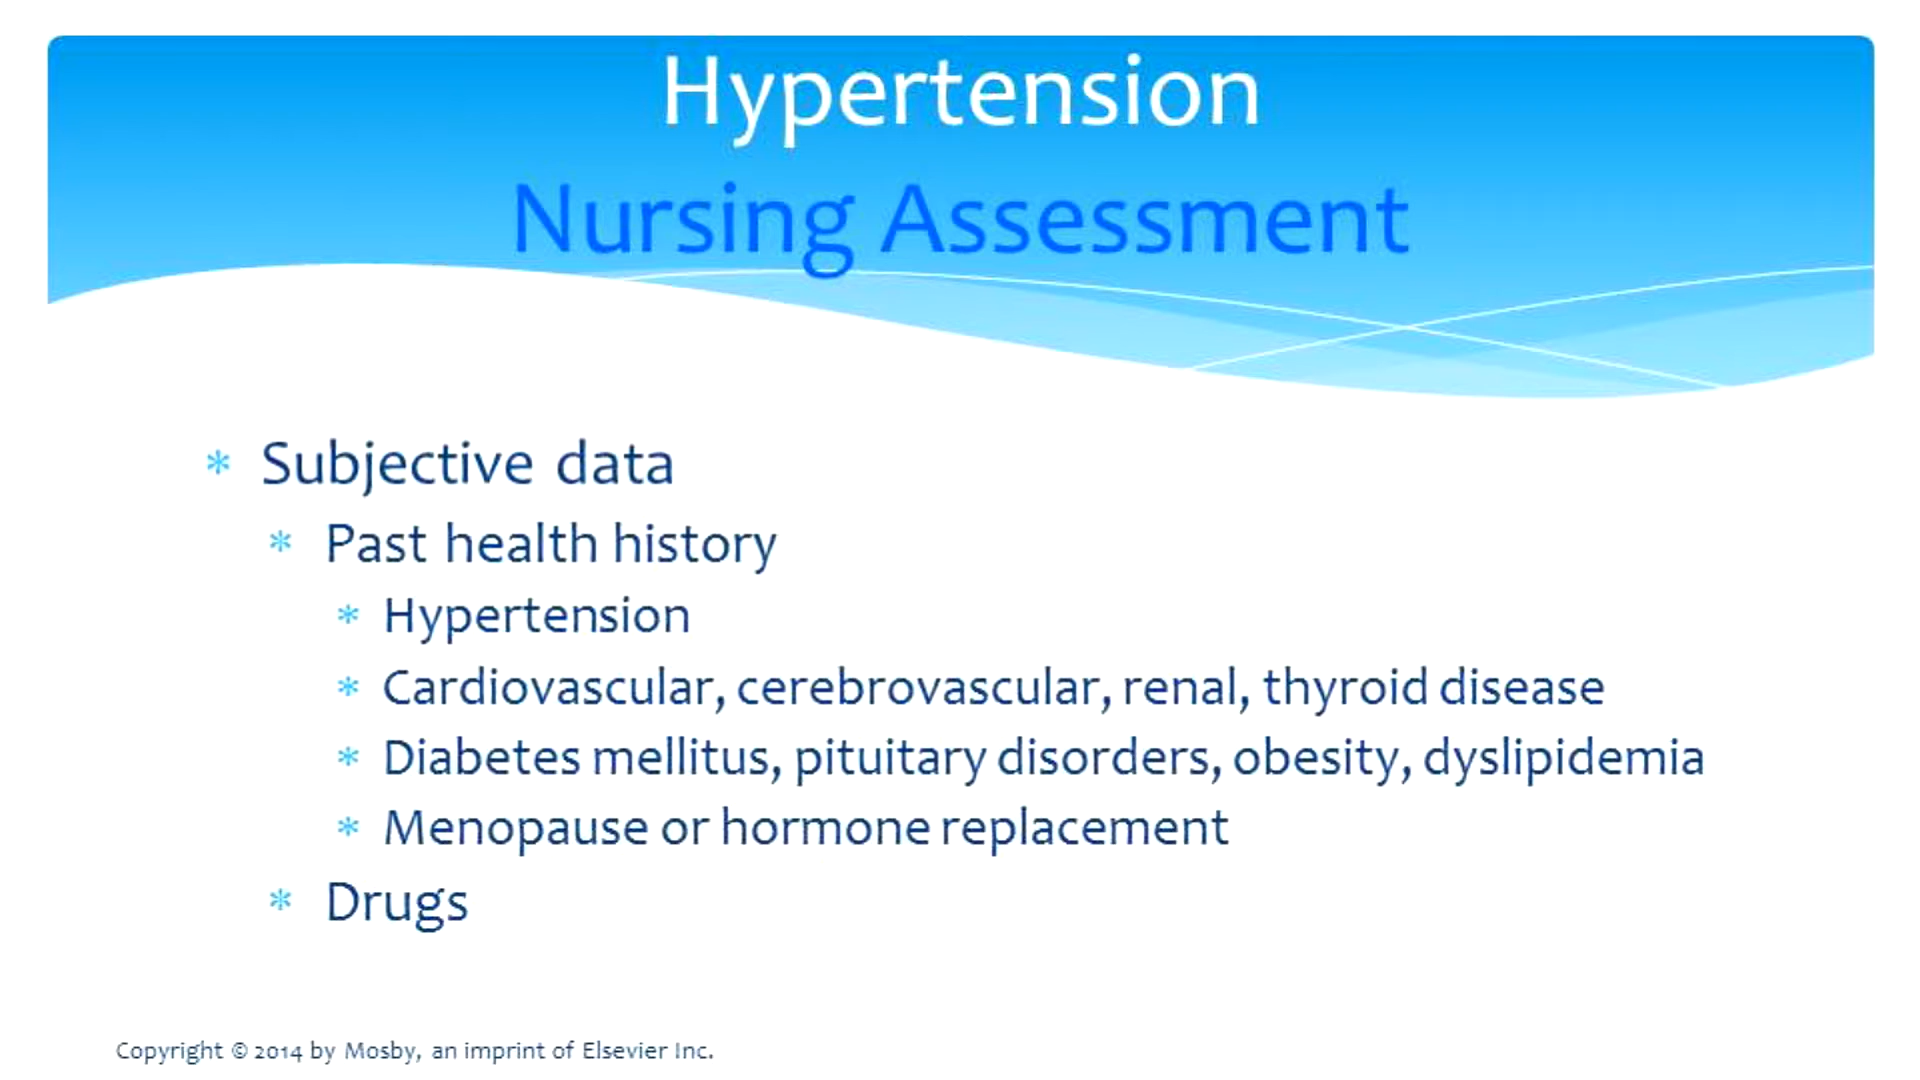 Hypertension
Nursing Assessment
* Subjective data
* Past health history
* Hypertension
* Cardiovascular, cerebrovascular, renal, thyroid disease
* Diabetes mellitus, pituitary disorders, obesity, dyslipidemia
* Menopause or hormone replacement
* Drugs
Copyright © 2014 by Mosby, an imprint of Elsevier Inc.